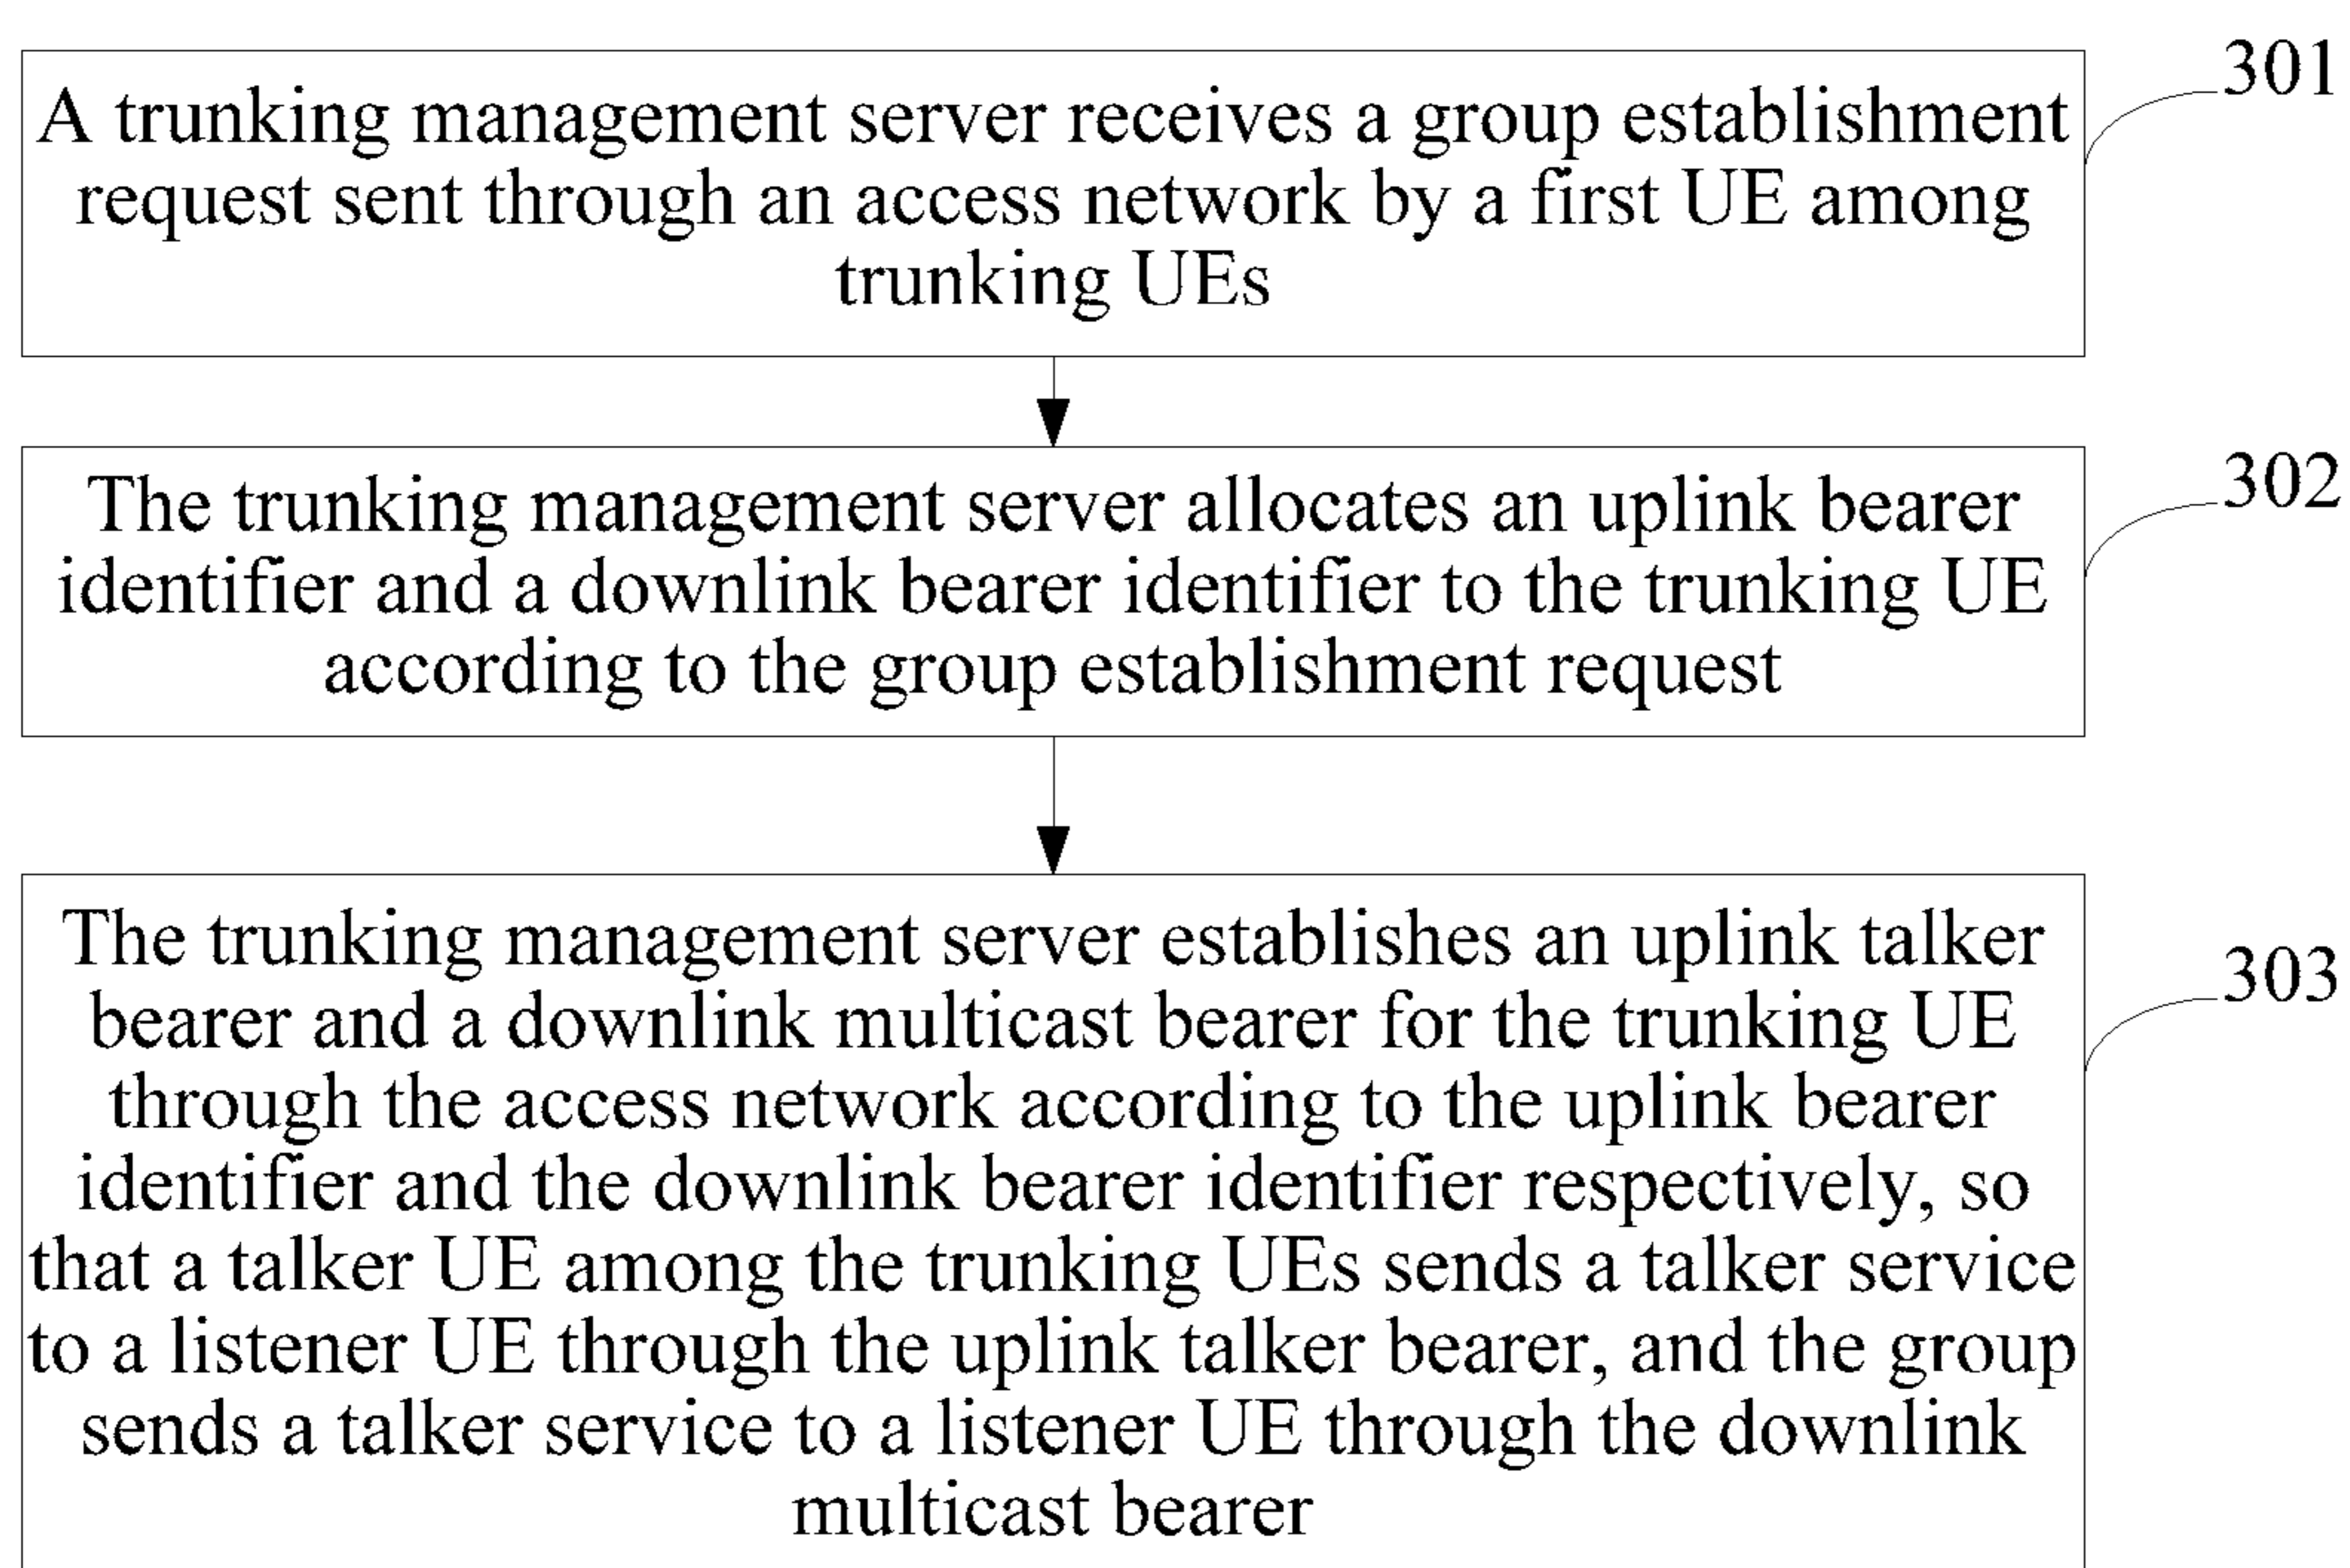 A trunking management server receives a group establishment
request sent through an access network by a first UE among
trunking UEs
301
The trunking management server allocates an uplink bearer
identifier and a downlink bearer identifier to the trunking UE
according to the group establishment request
302
The trunking management server establishes an uplink talker
bearer and a downlink multicast bearer for the trunking UE
through the access network according to the uplink bearer
identifier and the downlink bearer identifier respectively, so
that a talker UE among the trunking UEs sends a talker service
to a listener UE through the uplink talker bearer, and the group
sends a talker service to a listener UE through the downlink
multicast bearer
303